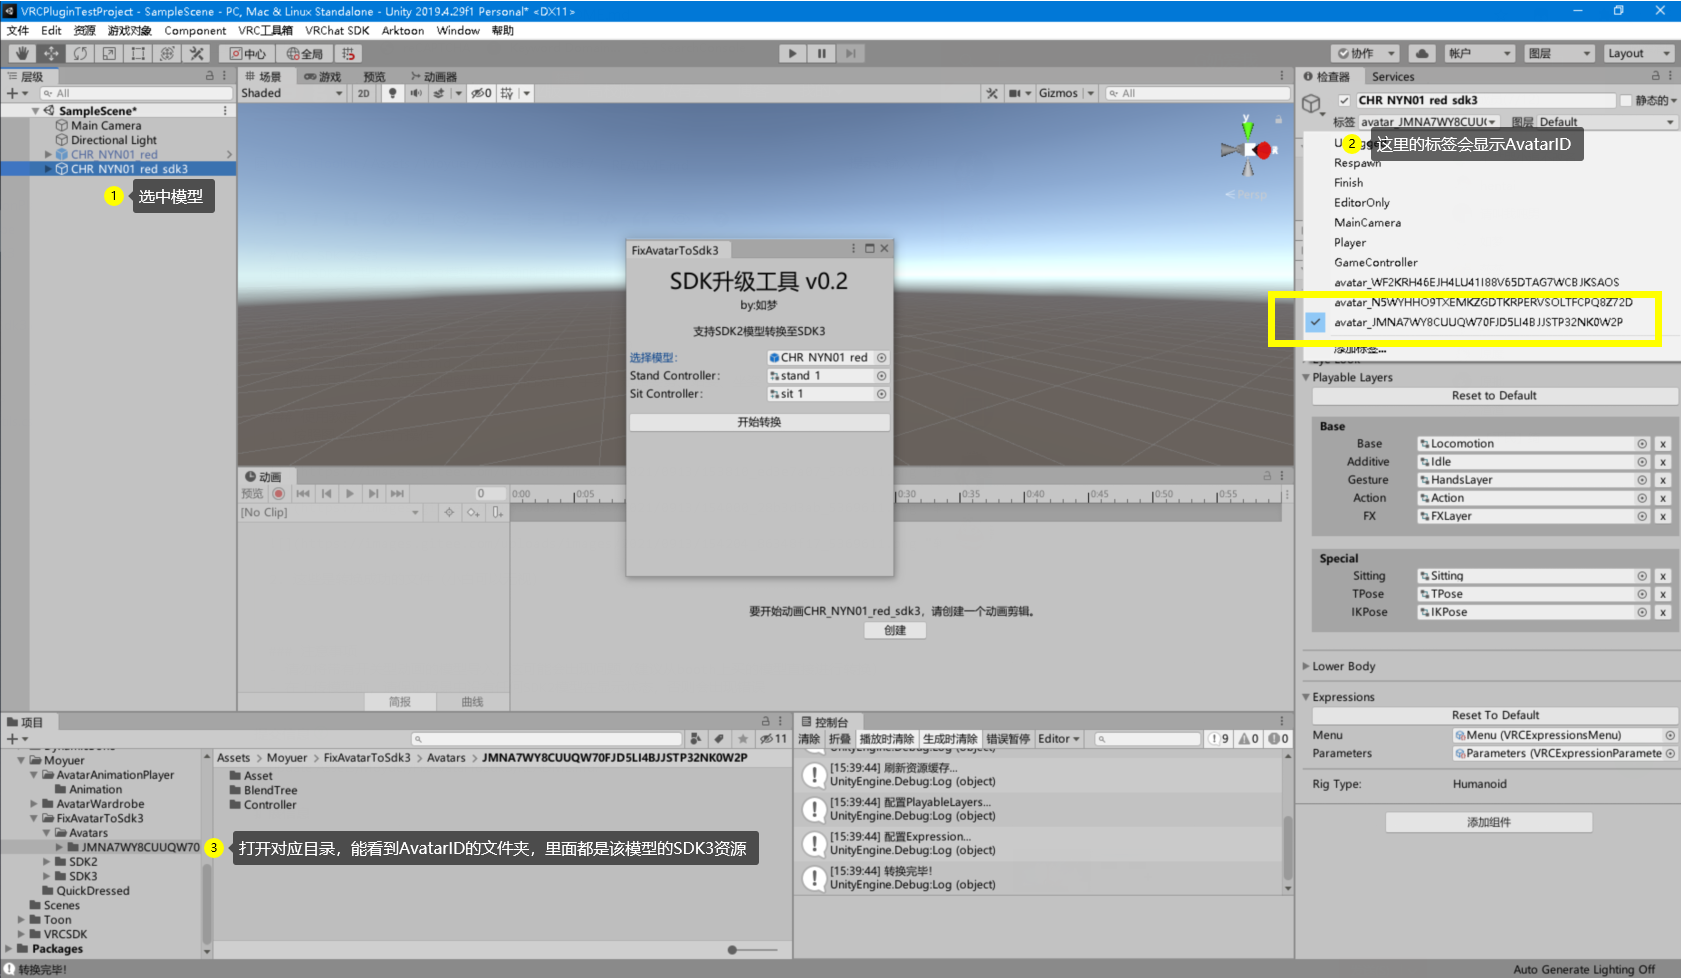 VRCPluginTestProject - SampleScene - PC, Mac & Linux Standalone - Unity 2019.4.29f1 Personal* <DX11>
文件 Edit 资源 游戏对象 Component VRC工具箱 VRChat SDK Arktoon Window 帮助
中心 全局 协作 帐户 图层 Layout
层级
All
SampleScene*
Main Camera
Directional Light
CHR_NYN01_red
CHR_NYN01_red_sdk3
1 选中模型
场景 游戏 预览 动画器
Shaded 2D 0 Gizmos All
y
Persp
FixAvatarToSdk3
SDK升级工具 v0.2
by:如梦
支持SDK2模型转换至SDK3
选择模型: CHR_NYN01_red
Stand Controller: stand 1
Sit Controller: sit 1
开始转换
动画
预览 0 0:00 0:05 0:30 0:35 0:40 0:45 0:50 0:55
[No Clip]
要开始动画CHR_NYN01_red_sdk3，请创建一个动画剪辑。
创建
简报 曲线
检查器 Services
CHR_NYN01_red_sdk3 静态的
标签 avatar_JMNA7WY8CUU 图层 Default
2 这里的标签会显示AvatarID
Respawn
Finish
EditorOnly
MainCamera
Player
GameController
avatar_WF2KRH46EJH4LU41I88V65DTAG7WCBJKSAOS
avatar_N5WYHHO9TXEMKZGDTKRPERVSOLTFCPQ8Z72D
avatar_JMNA7WY8CUUQW70FJD5LI4BJJSTP32NK0W2P
添加标签...
Playable Layers
Reset to Default
Base
Base Locomotion x
Additive Idle x
Gesture HandsLayer x
Action Action x
FX FXLayer x
Special
Sitting Sitting x
TPose TPose x
IKPose IKPose x
Lower Body
Expressions
Reset To Default
Menu Menu (VRCExpressionsMenu)
Parameters Parameters (VRCExpressionParamete
Rig Type: Humanoid
添加组件
项目
11
DynamicBone
Moyuer
AvatarAnimationPlayer
Animation
AvatarWardrobe
FixAvatarToSdk3
Avatars
JMNA7WY8CUUQW70
SDK2
SDK3
QuickDressed
Scenes
Toon
VRCSDK
Packages
Assets > Moyuer > FixAvatarToSdk3 > Avatars > JMNA7WY8CUUQW70FJD5LI4BJJSTP32NK0W2P
Asset
BlendTree
Controller
3 打开对应目录，能看到AvatarID的文件夹，里面都是该模型的SDK3资源
控制台
清除 折叠 播放时清除 生成时清除 错误暂停 Editor 9 0 0
UnityEngine.Debug:Log (object)
[15:39:44] 刷新资源缓存...
UnityEngine.Debug:Log (object)
[15:39:44] 配置PlayableLayers...
UnityEngine.Debug:Log (object)
[15:39:44] 配置Expression...
UnityEngine.Debug:Log (object)
[15:39:44] 转换完毕！
UnityEngine.Debug:Log (object)
转换完毕！
Auto Generate Lighting Off